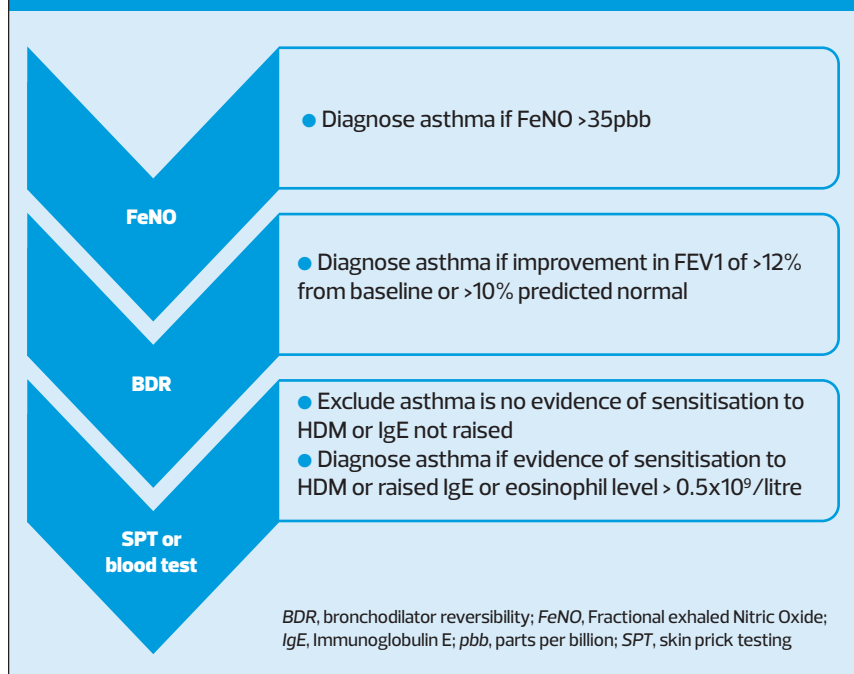 ● Diagnose asthma if FeNO >35pbb
FeNO
● Diagnose asthma if improvement in FEV1 of >12%
from baseline or >10% predicted normal
BDR
● Exclude asthma is no evidence of sensitisation to
HDM or IgE not raised
● Diagnose asthma if evidence of sensitisation to
HDM or raised IgE or eosinophil level > 0.5x10⁹/litre
SPT or
blood test
BDR, bronchodilator reversibility; FeNO, Fractional exhaled Nitric Oxide;
IgE, Immunoglobulin E; pbb, parts per billion; SPT, skin prick testing